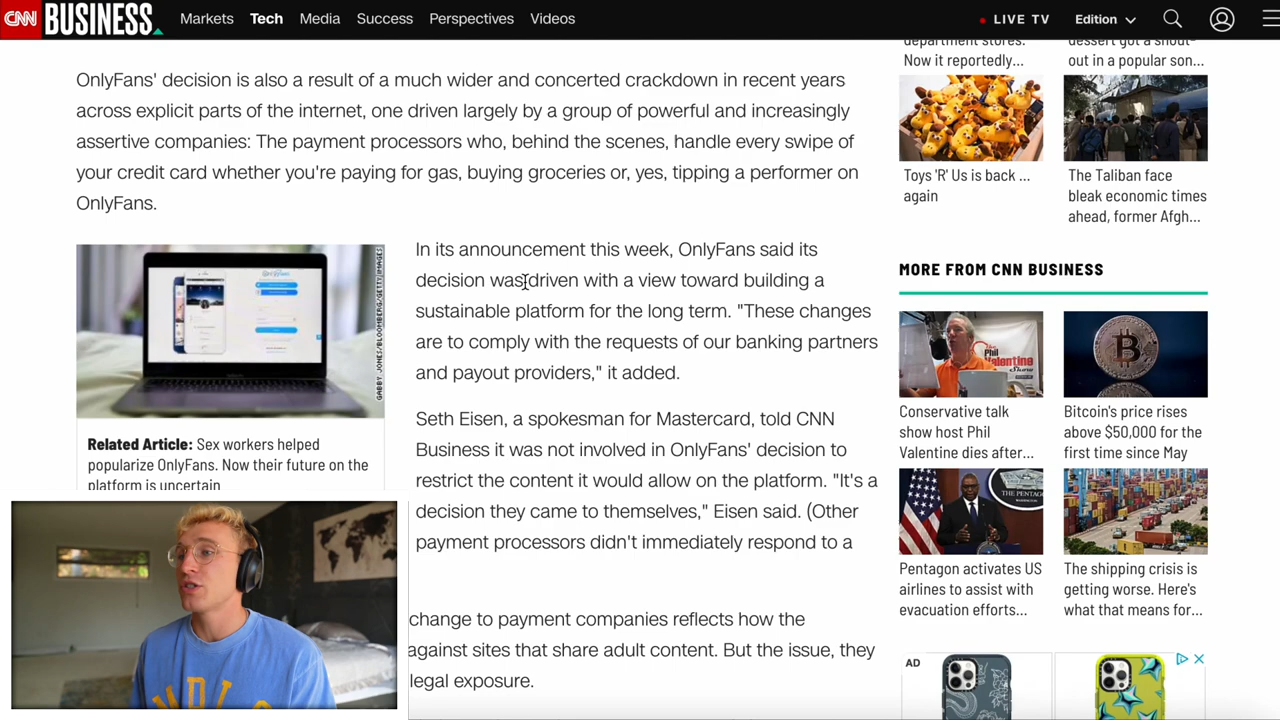 CNN BUSINESS
Markets
Tech
Media
Success
Perspectives
Videos
LIVE TV
Edition
OnlyFans' decision is also a result of a much wider and concerted crackdown in recent years
across explicit parts of the internet, one driven largely by a group of powerful and increasingly
assertive companies: The payment processors who, behind the scenes, handle every swipe of
your credit card whether you're paying for gas, buying groceries or, yes, tipping a performer on
OnlyFans.
GABBY JONES/BLOOMBERG/GETTY IMAGES
Related Article: Sex workers helped
popularize OnlyFans. Now their future on the
platform is uncertain
In its announcement this week, OnlyFans said its
decision was driven with a view toward building a
sustainable platform for the long term. "These changes
are to comply with the requests of our banking partners
and payout providers," it added.
Seth Eisen, a spokesman for Mastercard, told CNN
Business it was not involved in OnlyFans' decision to
restrict the content it would allow on the platform. "It's a
decision they came to themselves," Eisen said. (Other
payment processors didn't immediately respond to a
change to payment companies reflects how the
against sites that share adult content. But the issue, they
legal exposure.
department stores.
Now it reportedly...
dessert got a shout-
out in a popular son...
Toys 'R' Us is back ...
again
The Taliban face
bleak economic times
ahead, former Afgh...
MORE FROM CNN BUSINESS
The Phil
Valentine
Show
Conservative talk
show host Phil
Valentine dies after...
Bitcoin's price rises
above $50,000 for the
first time since May
THE PENTAGON
Pentagon activates US
airlines to assist with
evacuation efforts...
The shipping crisis is
getting worse. Here's
what that means for...
AD